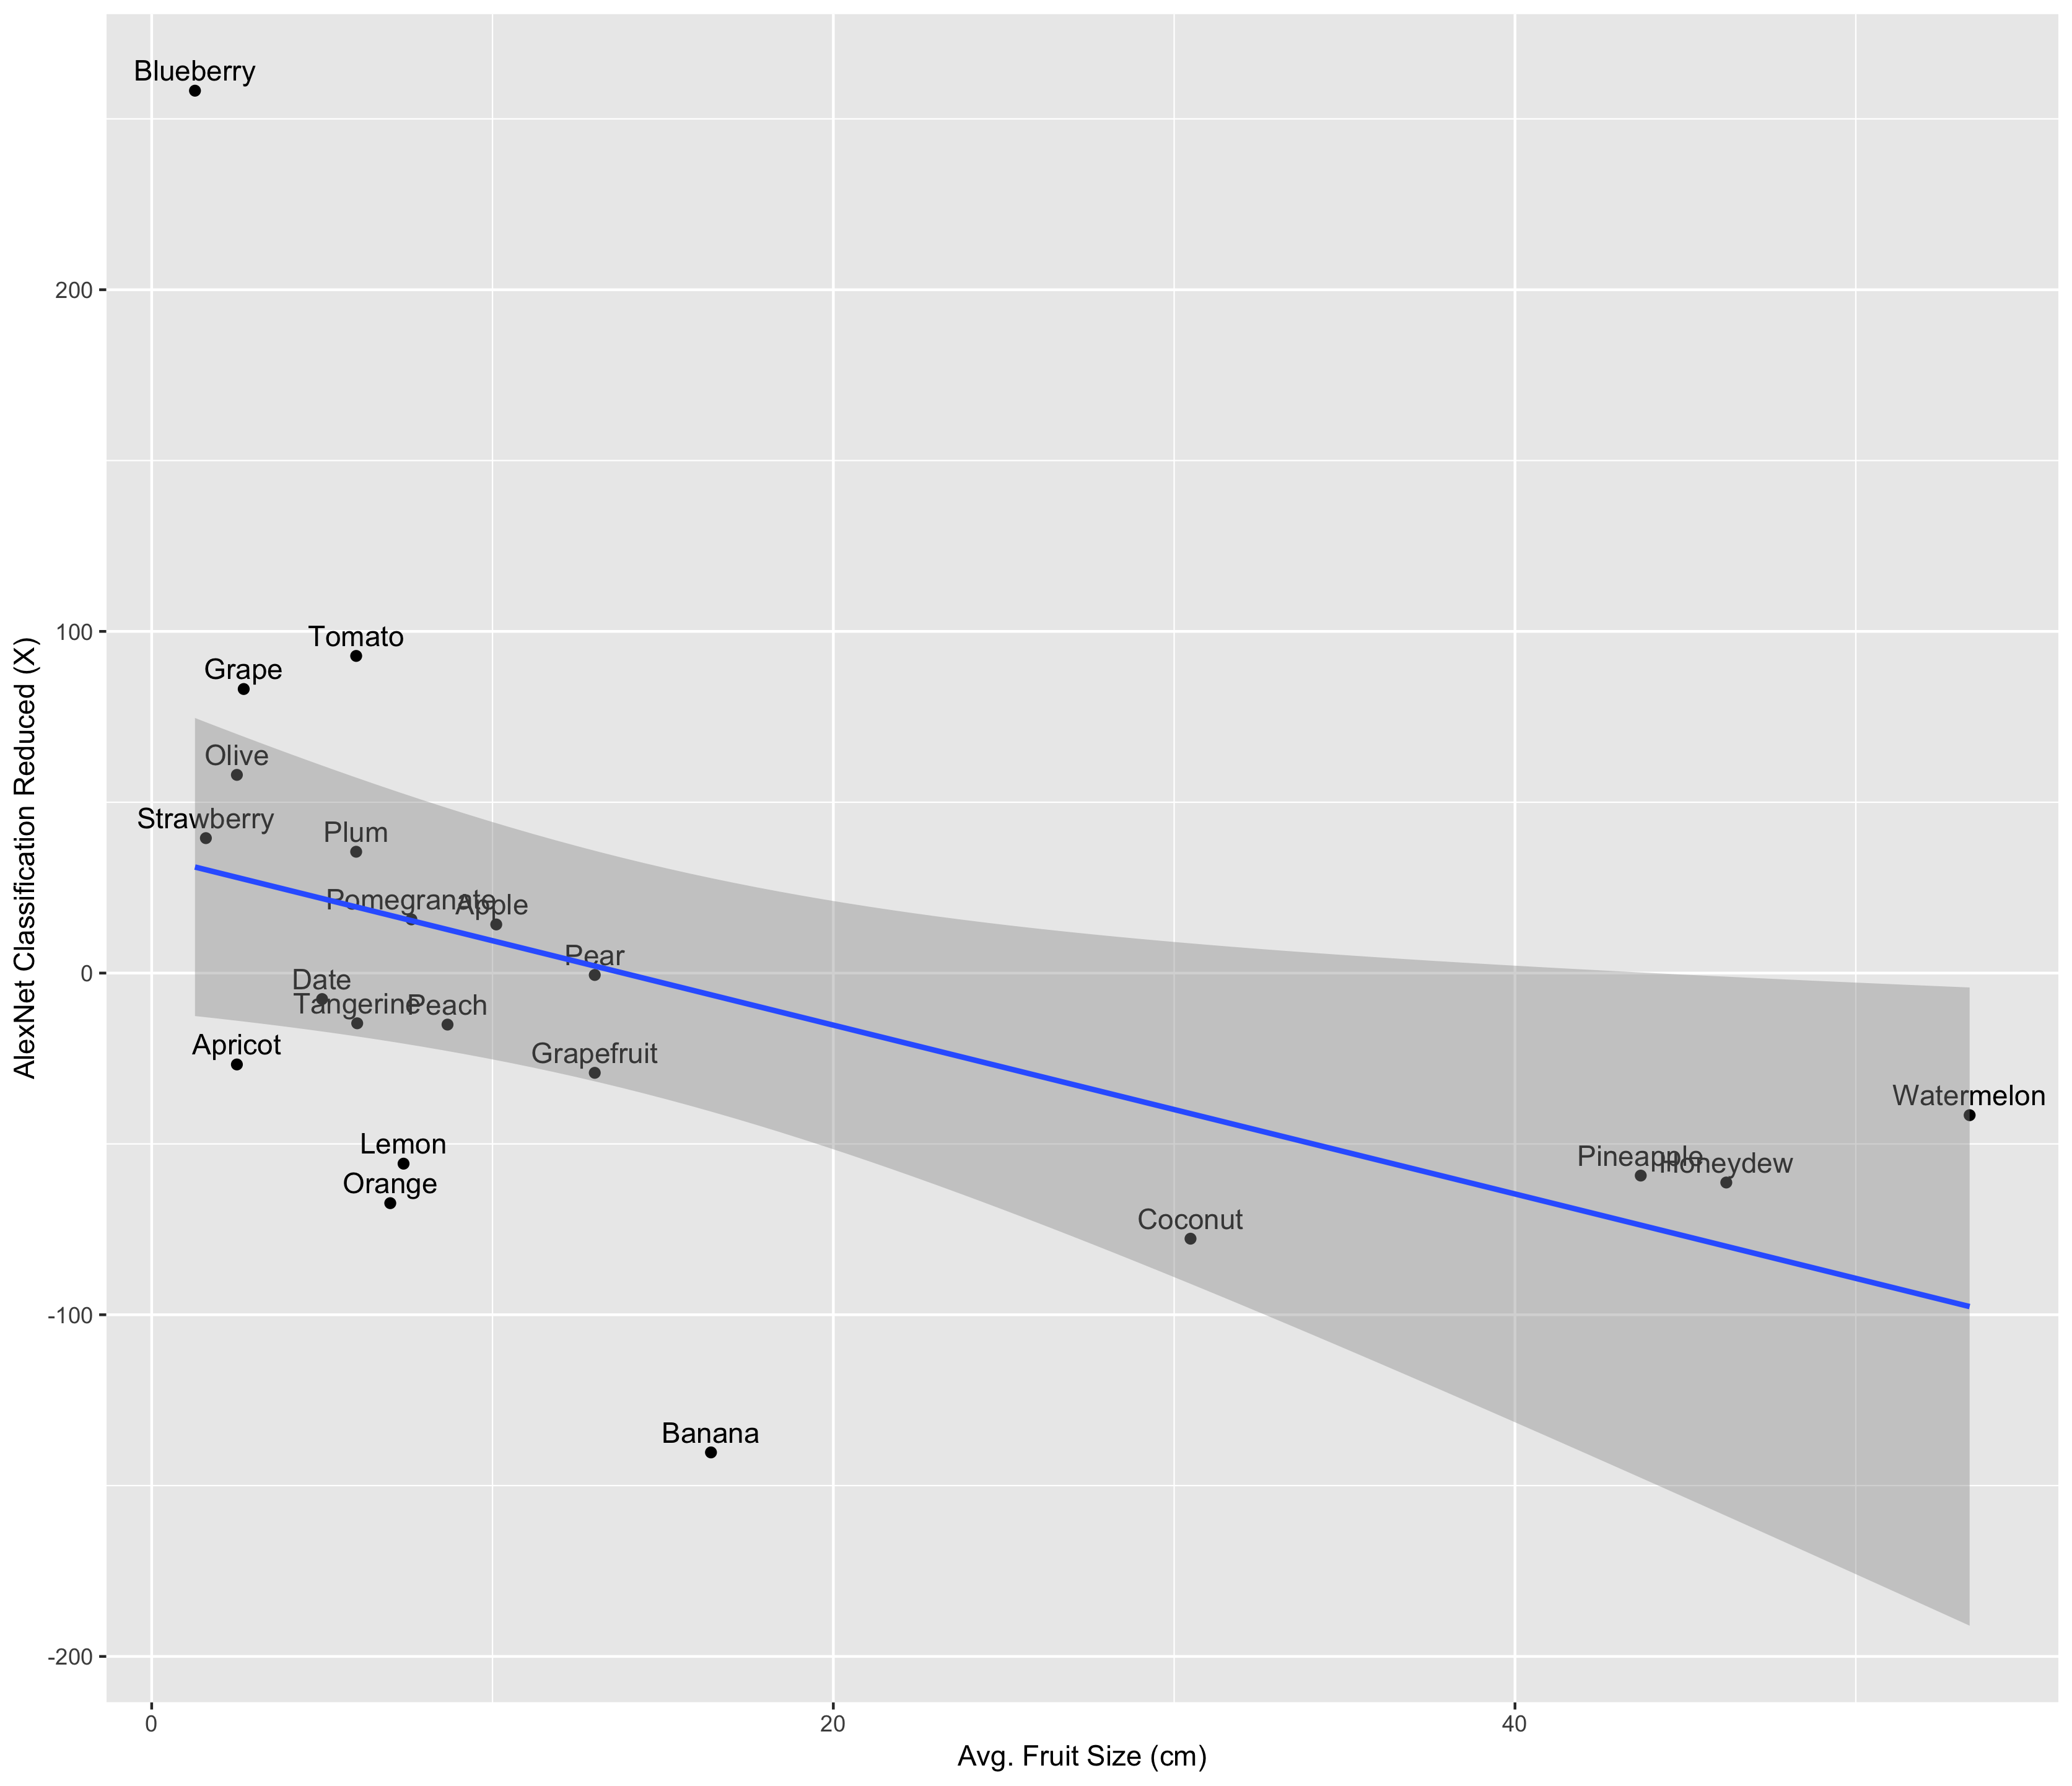 Blueberry
200
100
Tomato
Grape
Olive
Strawberry
Plum
Pomegranate
Apple
Pear
0
Date
Tangerine
Peach
Apricot
Grapefruit
Watermelon
Lemon
Pineapple
Honeydew
Orange
Coconut
-100
Banana
-200
0 20 40
Avg. Fruit Size (cm)
AlexNet Classification Reduced (X)